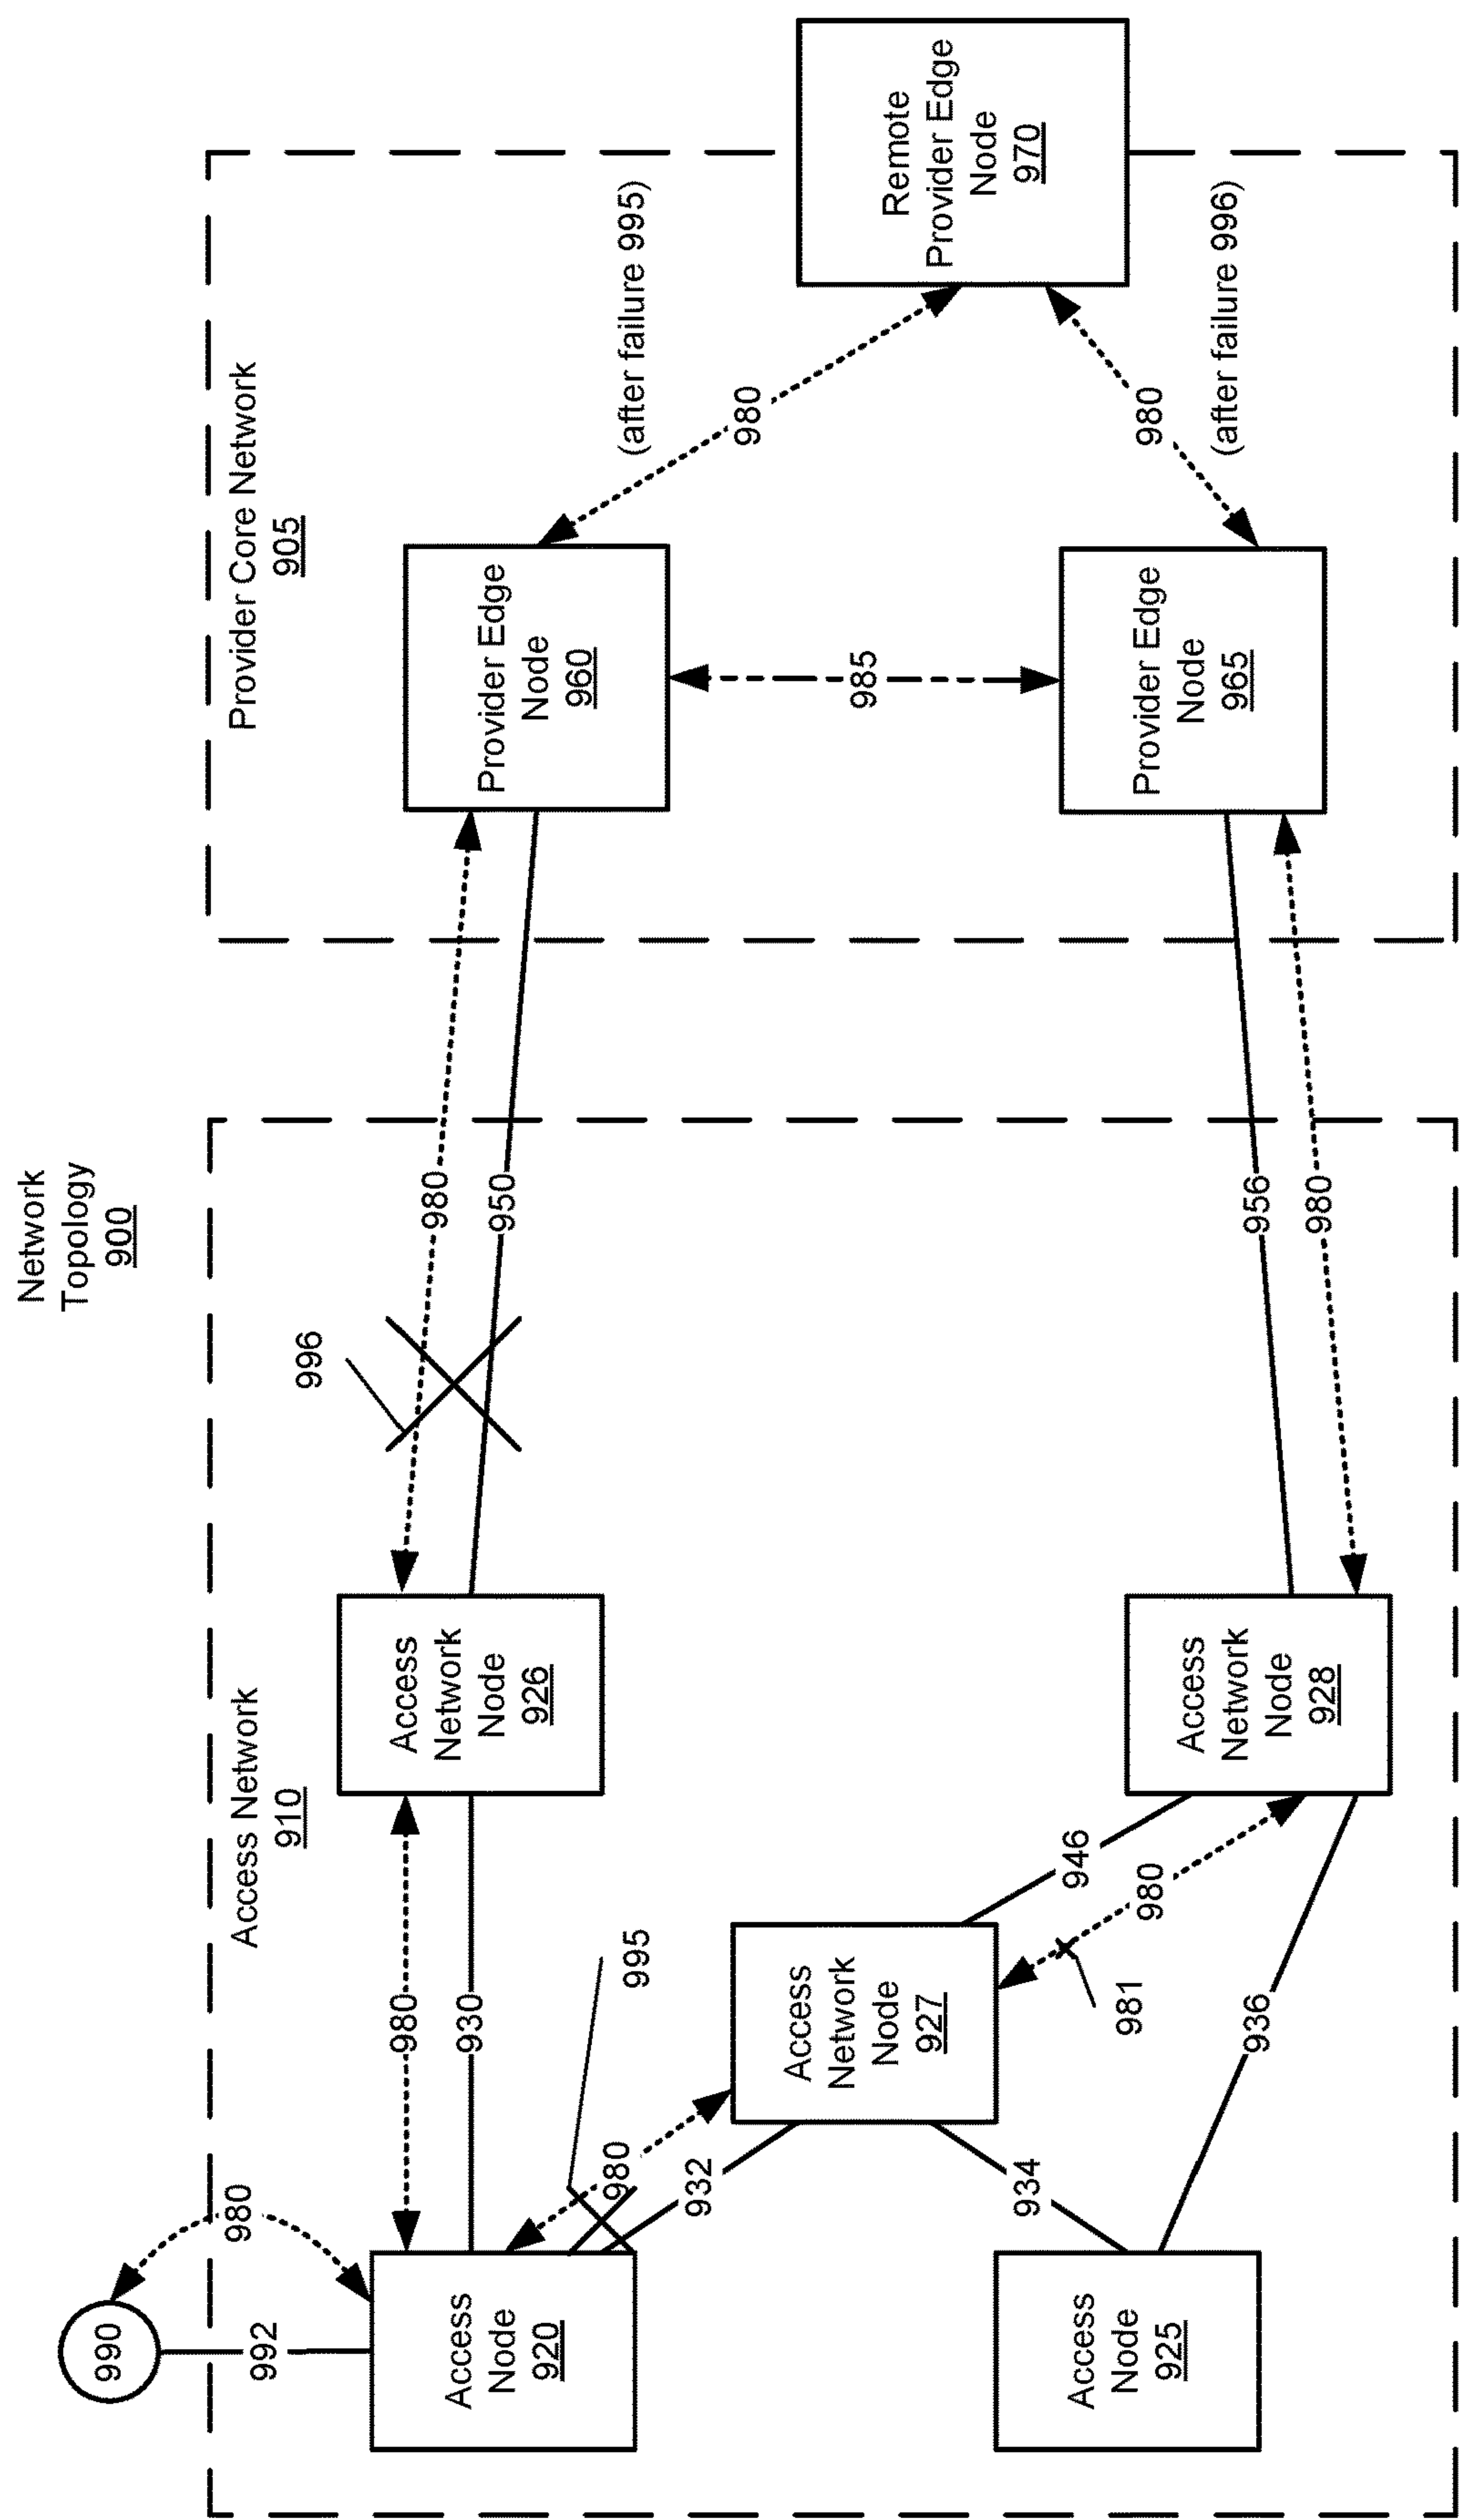 Network
Topology
900
Provider Core Network
905
Access Network
910
990
992
980
Access
Node
920
980
930
Access
Network
Node
926
996
980
950
Provider Edge
Node
960
980
(after failure 995)
Remote
Provider Edge
Node
970
985
995
980
932
Access
Network
Node
927
934
946
980
981
936
Access
Node
925
Access
Network
Node
928
956
980
Provider Edge
Node
965
980
(after failure 996)